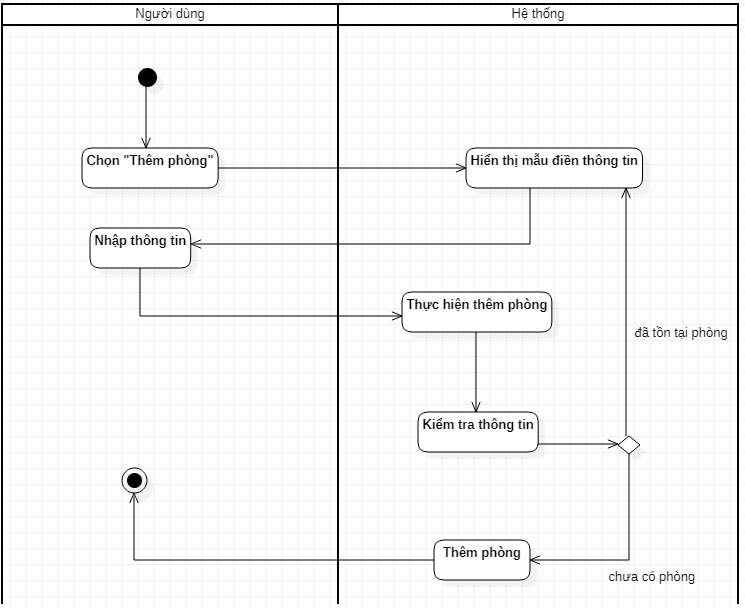 Người dùng
Hệ thống
Chọn "Thêm phòng"
Hiển thị mẫu điền thông tin
Nhập thông tin
Thực hiện thêm phòng
đã tồn tại phòng
Kiểm tra thông tin
Thêm phòng
chưa có phòng